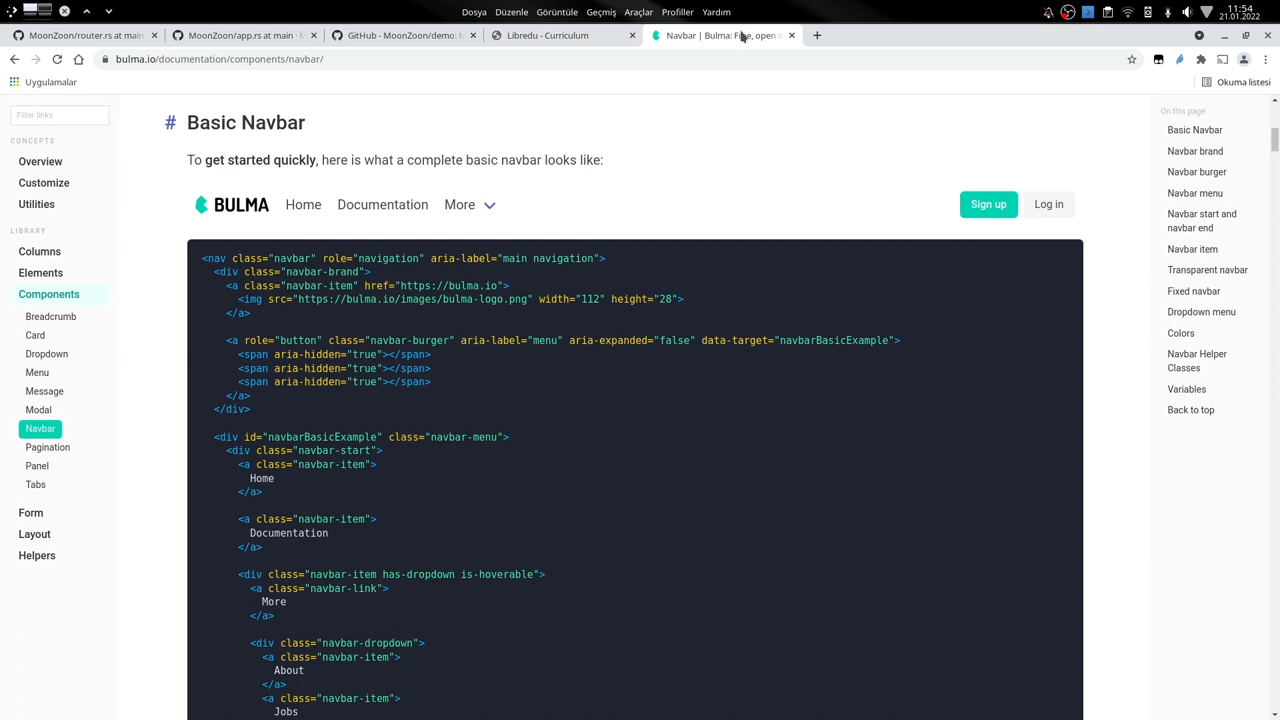 Dosya Düzenle Görüntüle Geçmiş Araçlar Profiller Yardım
11:54
21.01.2022
MoonZoon/router.rs at main
MoonZoon/app.rs at main ·
GitHub - MoonZoon/demo:
Libredu - Curriculum
Navbar | Bulma: Free, open s
bulma.io/documentation/components/navbar/
Uygulamalar
Okuma listesi
Filter links
CONCEPTS
Overview
Customize
Utilities
LIBRARY
Columns
Elements
Components
Breadcrumb
Card
Dropdown
Menu
Message
Modal
Navbar
Pagination
Panel
Tabs
Form
Layout
Helpers
# Basic Navbar
To get started quickly, here is what a complete basic navbar looks like:
BULMA Home Documentation More Sign up Log in
<nav class="navbar" role="navigation" aria-label="main navigation">
<div class="navbar-brand">
<a class="navbar-item" href="https://bulma.io">
<img src="https://bulma.io/images/bulma-logo.png" width="112" height="28">
</a>
<a role="button" class="navbar-burger" aria-label="menu" aria-expanded="false" data-target="navbarBasicExample">
<span aria-hidden="true"></span>
<span aria-hidden="true"></span>
<span aria-hidden="true"></span>
</a>
</div>
<div id="navbarBasicExample" class="navbar-menu">
<div class="navbar-start">
<a class="navbar-item">
Home
</a>
<a class="navbar-item">
Documentation
</a>
<div class="navbar-item has-dropdown is-hoverable">
<a class="navbar-link">
More
</a>
<div class="navbar-dropdown">
<a class="navbar-item">
About
</a>
<a class="navbar-item">
Jobs
On this page
Basic Navbar
Navbar brand
Navbar burger
Navbar menu
Navbar start and
navbar end
Navbar item
Transparent navbar
Fixed navbar
Dropdown menu
Colors
Navbar Helper
Classes
Variables
Back to top